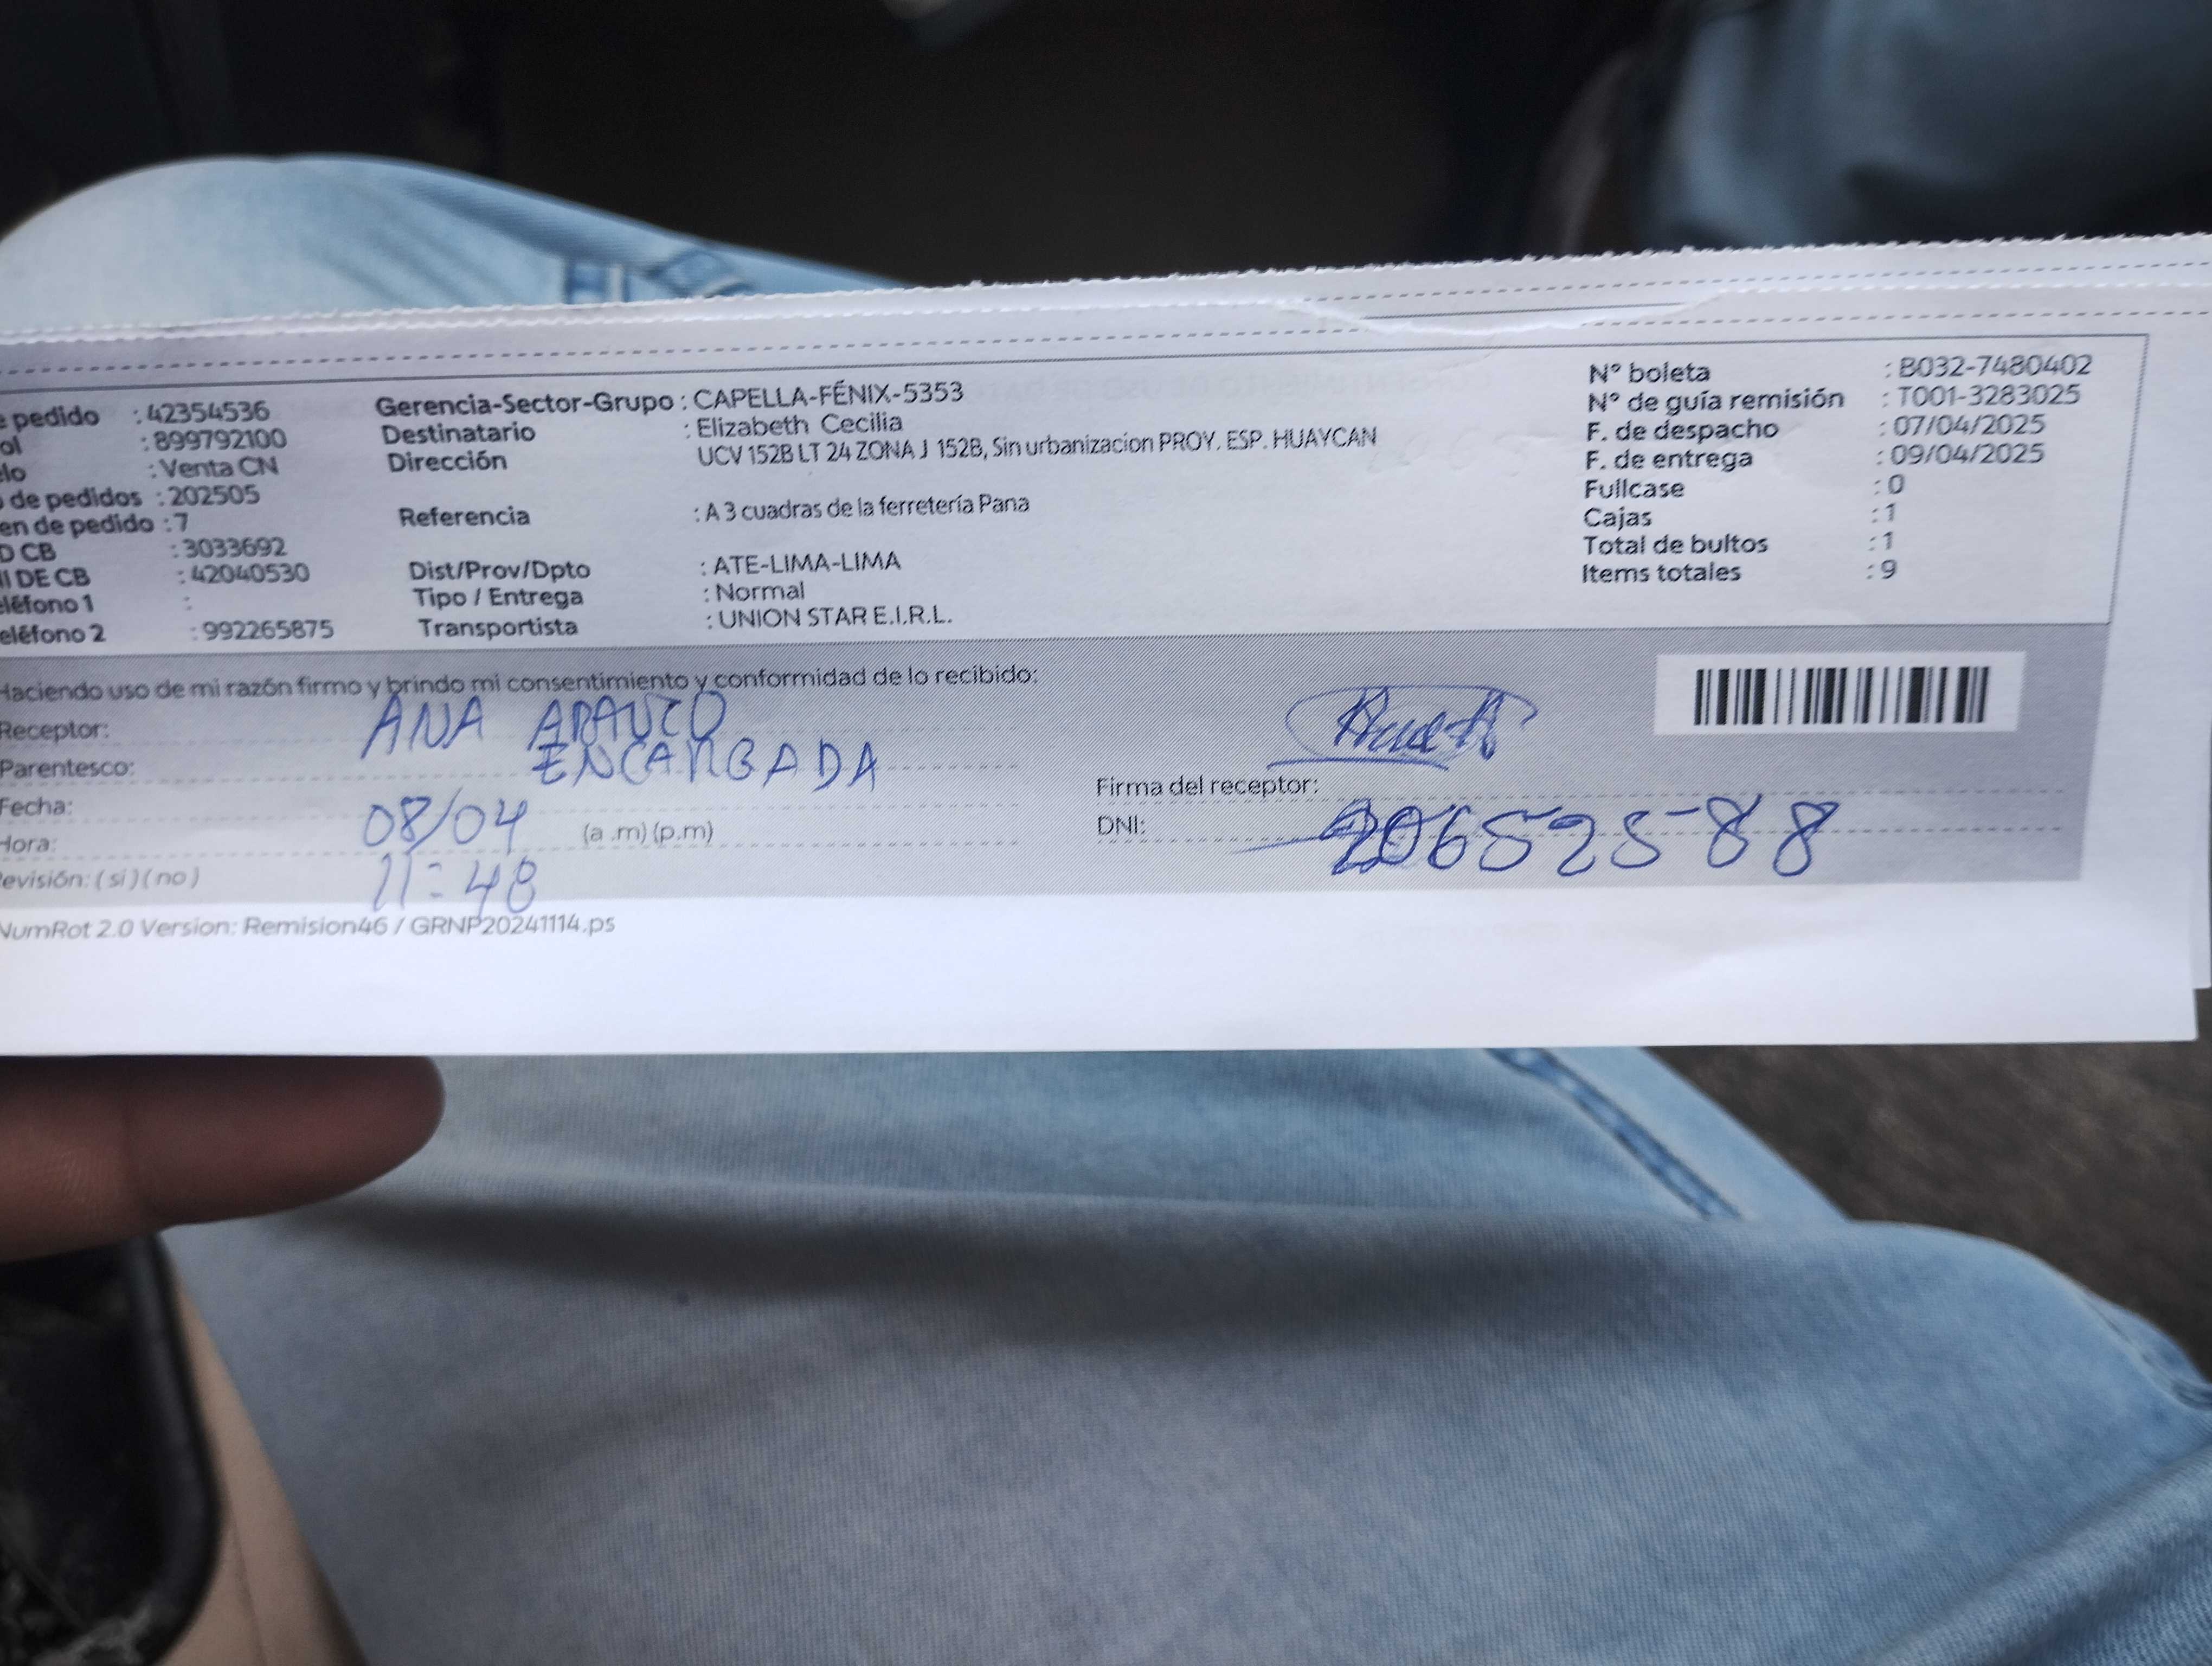 e pedido : 42354536
ol : 899792100
lo : Venta CN
de pedidos : 202505
en de pedido : 7
D CB : 3033692
NI DE CB : 42040530
eléfono 1 :
eléfono 2 : 992265875
Gerencia-Sector-Grupo : CAPELLA-FÉNIX-5353
Destinatario : Elizabeth Cecilia
Dirección UCV 152B LT 24 ZONA J 152B, Sin urbanizacion PROY. ESP. HUAYCAN
Referencia : A 3 cuadras de la ferretería Pana
Dist/Prov/Dpto : ATE-LIMA-LIMA
Tipo / Entrega : Normal
Transportista : UNION STAR E.I.R.L.
Nº boleta : B032-7480402
Nº de guía remisión : T001-3283025
F. de despacho : 07/04/2025
F. de entrega : 09/04/2025
Fullcase : 0
Cajas : 1
Total de bultos : 1
Items totales : 9
Haciendo uso de mi razón firmo y brindo mi consentimiento y conformidad de lo recibido:
Receptor: ANA ARAUCO
Parentesco: ENCARGADA
Fecha: 08/04
Hora: 11:48 (a .m) (p.m)
Revisión: ( si ) ( no )
Firma del receptor:
DNI: 20652588
NumRot 2.0 Version: Remision46 / GRNP20241114.ps